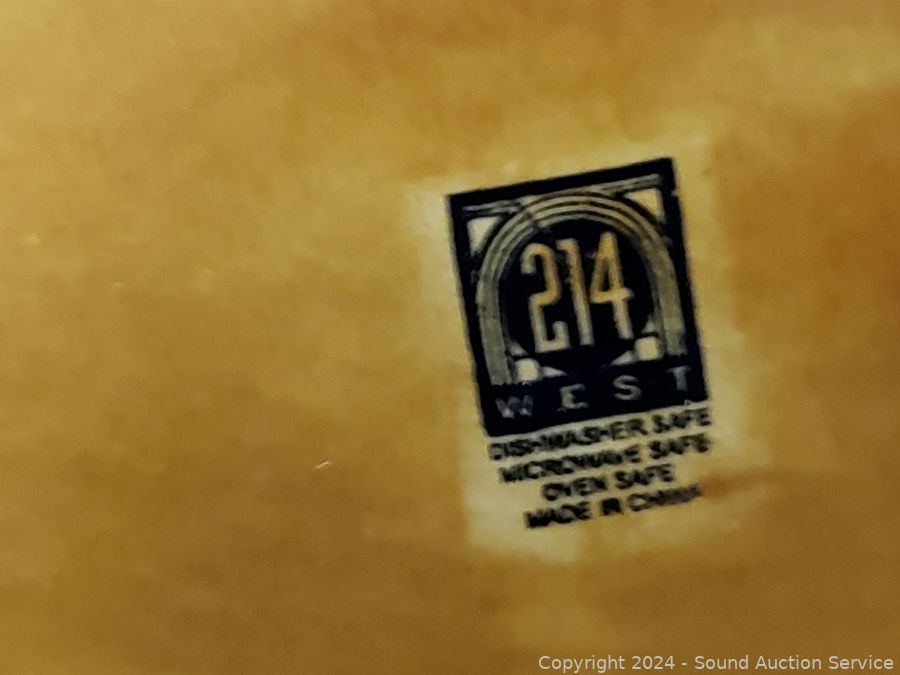 214
WEST
DISHWASHER SAFE
MICROWAVE SAFE
OVEN SAFE
MADE IN CHINA
Copyright 2024 - Sound Auction Service